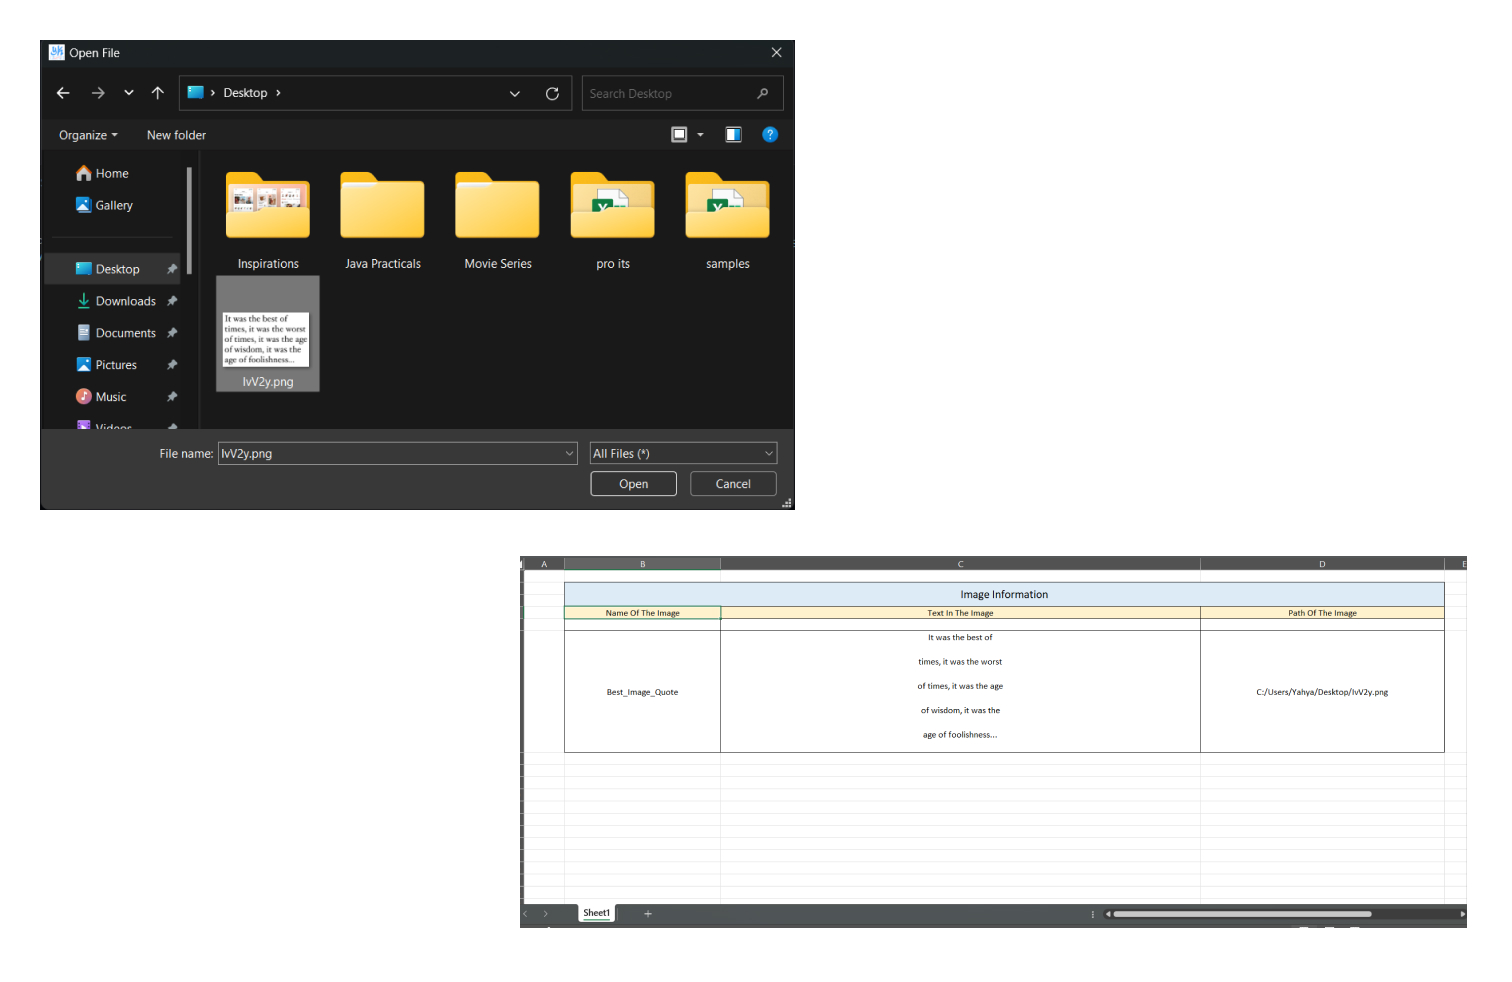 Open File
Desktop
Search Desktop
Organize
New folder
Home
Gallery
Desktop
Downloads
Documents
Pictures
Music
Videos
Inspirations
Java Practicals
Movie Series
pro its
samples
It was the best of
times, it was the worst
of times, it was the age
of wisdom, it was the
age of foolishness...
IvV2y.png
File name: IvV2y.png
All Files (*)
Open
Cancel
A B C D E
Image Information
Name Of The Image Text In The Image Path Of The Image
It was the best of
times, it was the worst
of times, it was the age
Best_Image_Quote C:/Users/Yahya/Desktop/IvV2y.png
of wisdom, it was the
age of foolishness...
Sheet1